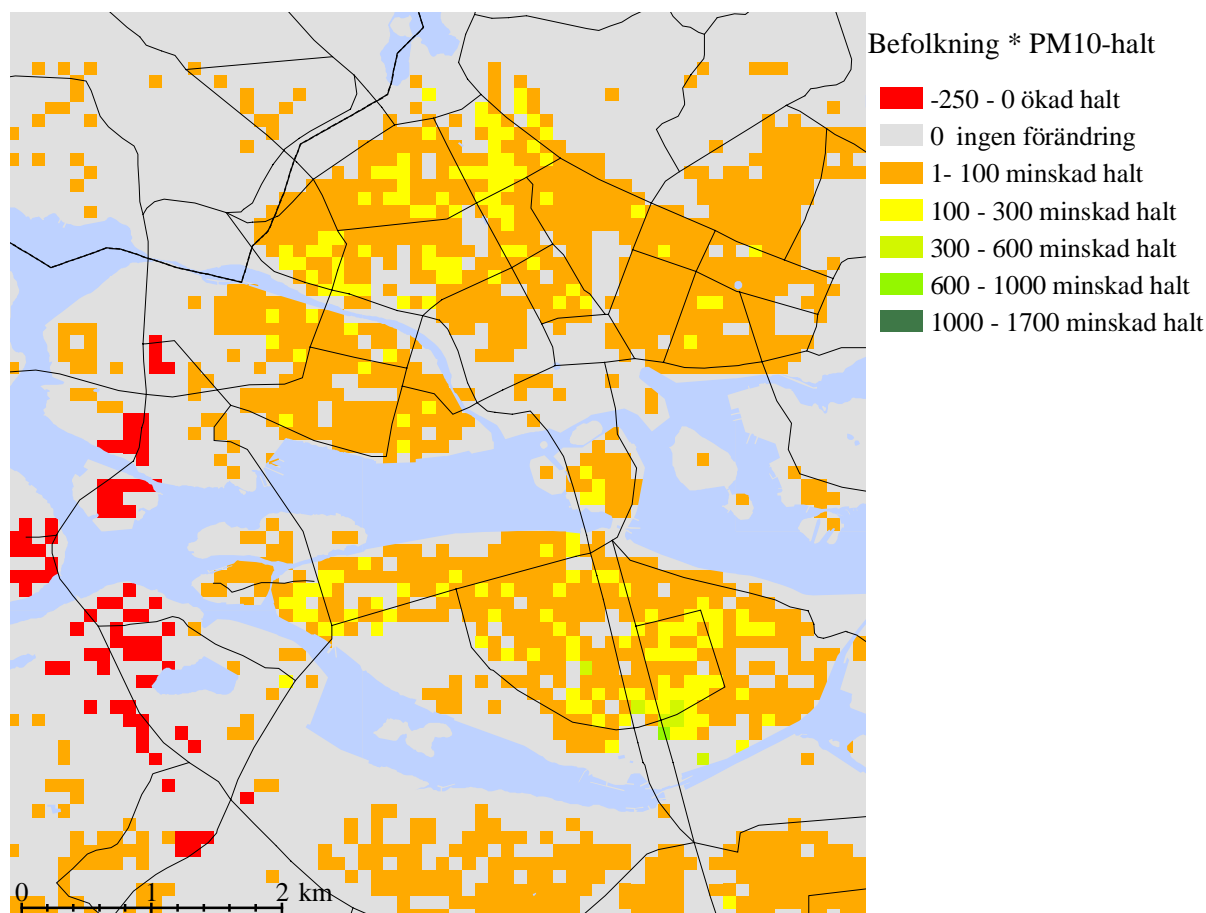 Befolkning * PM10-halt
-250 - 0 ökad halt
0 ingen förändring
1- 100 minskad halt
100 - 300 minskad halt
300 - 600 minskad halt
600 - 1000 minskad halt
1000 - 1700 minskad halt
0 1 2 km